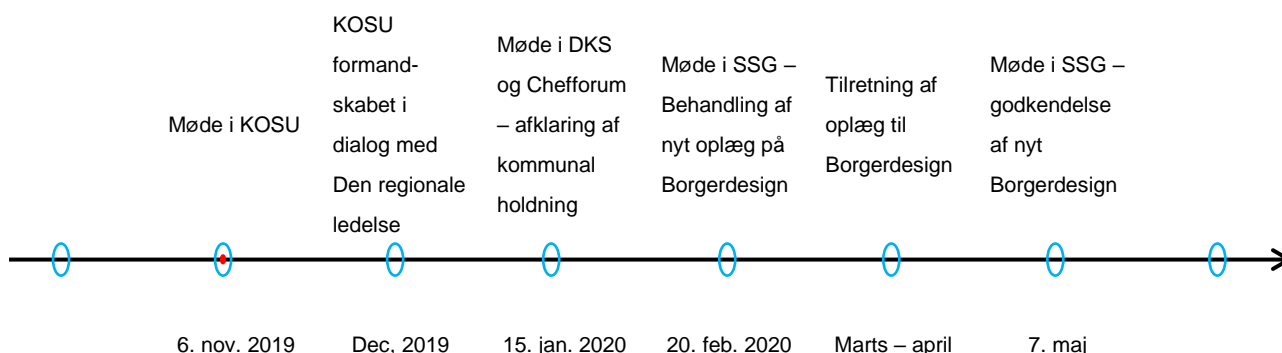 Møde i KOSU
KOSU
formand-
skabet i
dialog med
Den regionale
ledelse
Møde i DKS
og Chefforum
– afklaring af
kommunal
holdning
Møde i SSG –
Behandling af
nyt oplæg på
Borgerdesign
Tilretning af
oplæg til
Borgerdesign
Møde i SSG –
godkendelse
af nyt
Borgerdesign
6. nov. 2019
Dec, 2019
15. jan. 2020
20. feb. 2020
Marts – april
7. maj